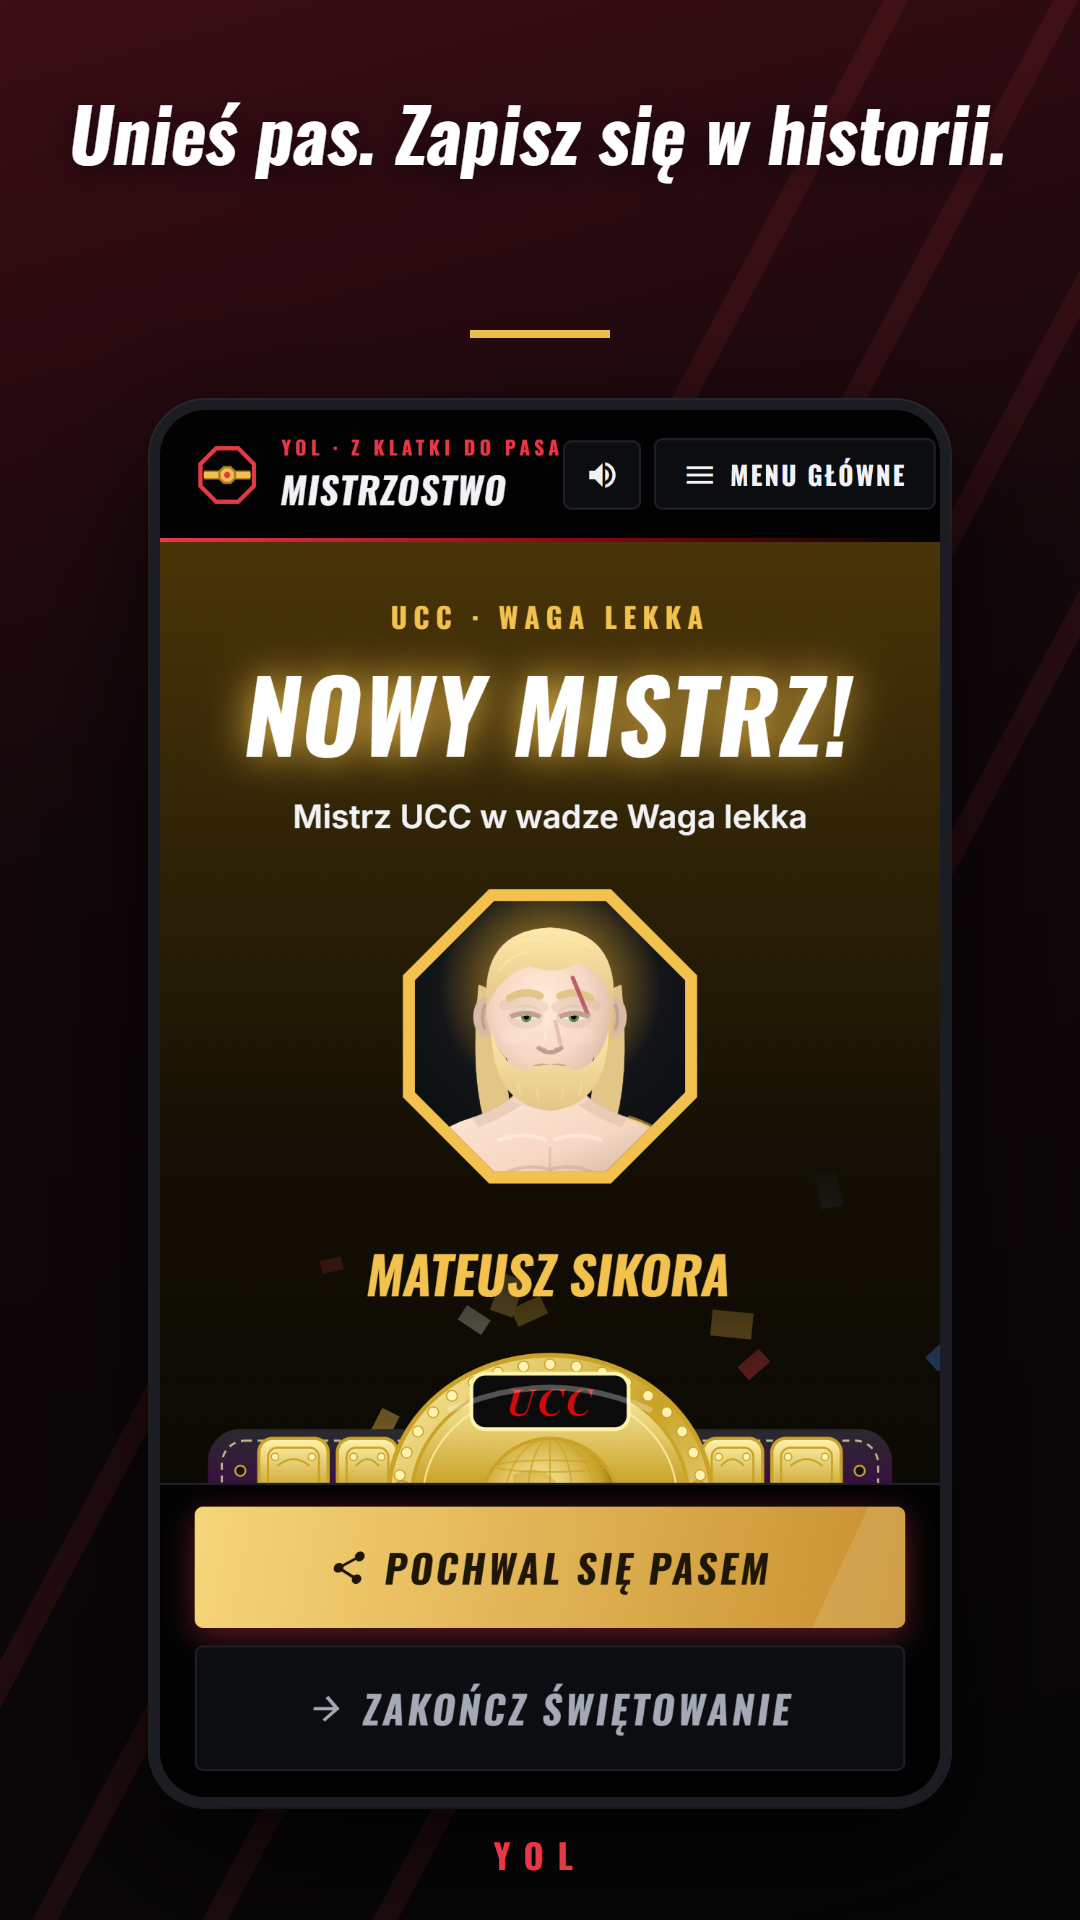 Unieś pas. Zapisz się w historii.
YOL · Z KLATKI DO PASA
MISTRZOSTWO
MENU GŁÓWNE
UCC · WAGA LEKKA
NOWY MISTRZ!
Mistrz UCC w wadze Waga lekka
MATEUSZ SIKORA
UCC
POCHWAL SIĘ PASEM
ZAKOŃCZ ŚWIĘTOWANIE
YOL